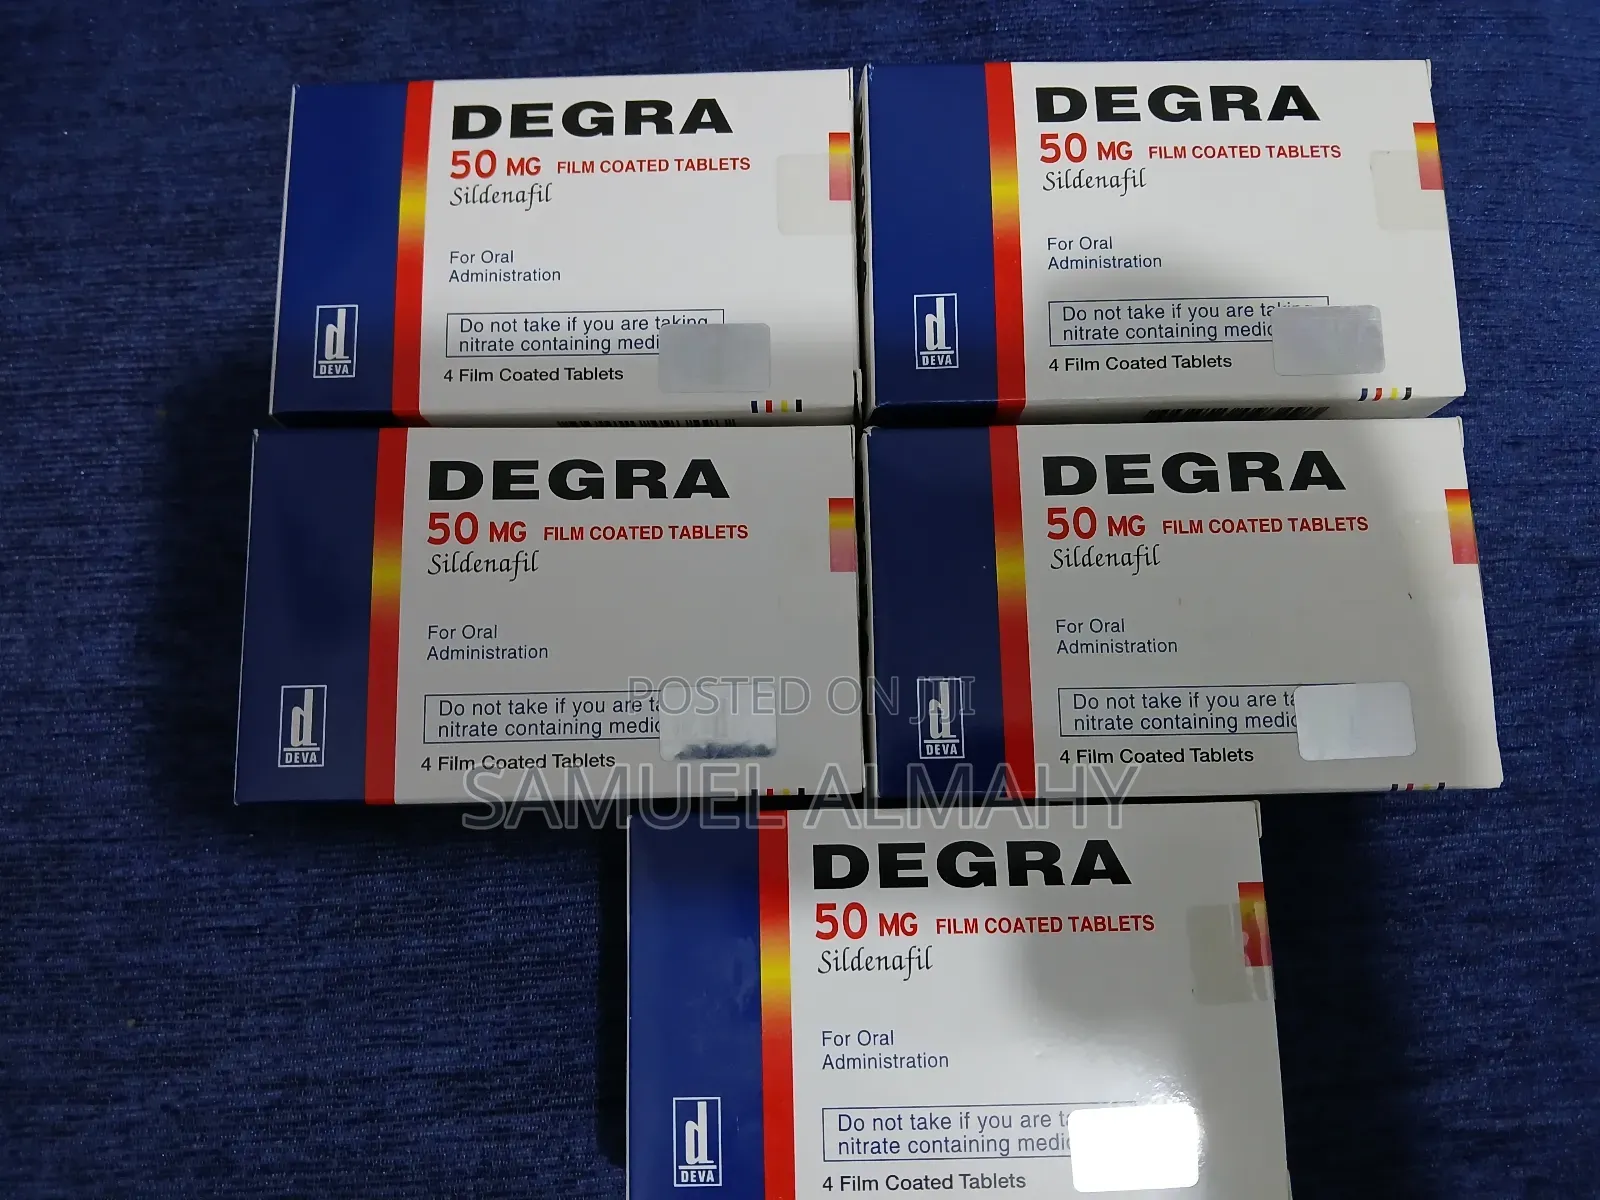 DEGRA
50 MG FILM COATED TABLETS
Sildenafil
For Oral
Administration
Do not take if you are taking
nitrate containing
4 Film Coated Tablets
d
DEVA
DEGRA
50 MG FILM COATED TABLETS
Sildenafil
For Oral
Administration
Do not take if you are
nitrate containing
4 Film Coated Tablets
d
DEVA
DEGRA
50 MG FILM COATED TABLETS
Sildenafil
For Oral
Administration
Do not take if you are
nitrate containing
4 Film Coated Tablets
d
DEVA
DEGRA
50 MG FILM COATED TABLETS
Sildenafil
For Oral
Administration
Do not take if you are
nitrate containing
4 Film Coated Tablets
d
DEVA
POSTED ON JIJI
SAMUEL ALMAHY
DEGRA
50 MG FILM COATED TABLETS
Sildenafil
For Oral
Administration
Do not take if you are
nitrate containing
4 Film Coated Tablets
d
DEVA